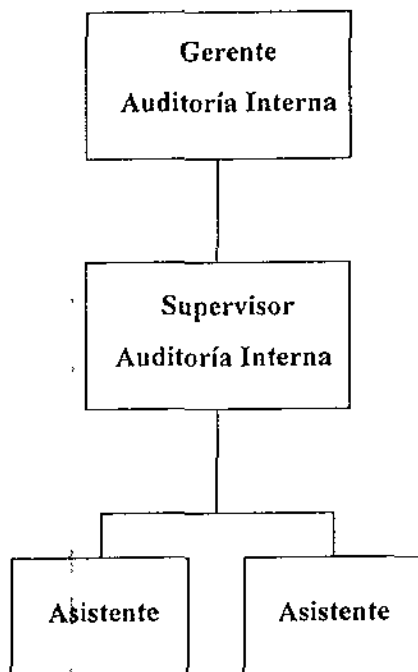 Gerente
Auditoría Interna
Supervisor
Auditoría Interna
Asistente
Asistente